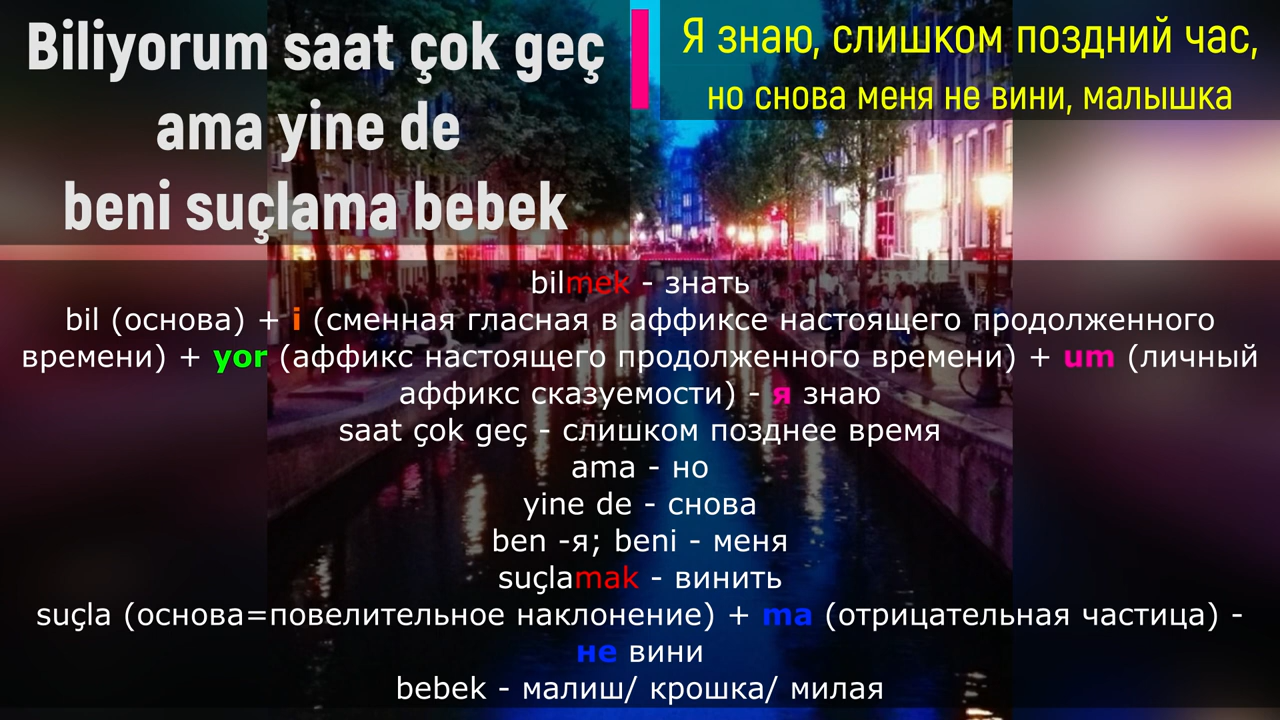 Biliyorum saat çok geç
ama yine de
beni suçlama bebek
Я знаю, слишком поздний час,
но снова меня не вини, малышка
bilmek - знать
bil (основа) + i (сменная гласная в аффиксе настоящего продолженного
времени) + yor (аффикс настоящего продолженного времени) + um (личный
аффикс сказуемости) - я знаю
saat çok geç - слишком позднее время
ama - но
yine de - снова
ben -я; beni - меня
suçlamak - винить
suçla (основа=повелительное наклонение) + ma (отрицательная частица) -
не вини
bebek - малиш/ крошка/ милая